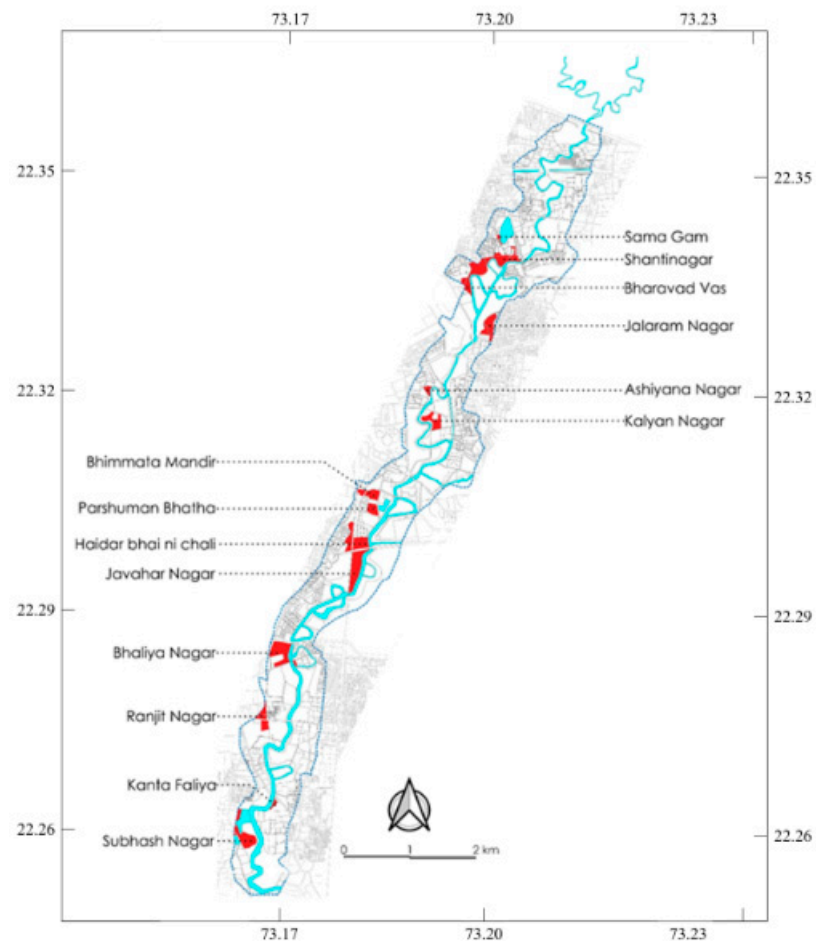 73.17
73.20
73.23
22.35
22.35
Sama Gam
Shantinagar
Bharavad Vas
Jalaram Nagar
22.32
Ashiyana Nagar
22.32
Kalyan Nagar
Bhimmata Mandir
Parshuman Bhatha
Haidar bhai ni chali
Javahar Nagar
22.29
22.29
Bhaliya Nagar
Ranjit Nagar
Kanta Faliya
22.26
Subhash Nagar
22.26
0 1 2 km
73.17
73.20
73.23